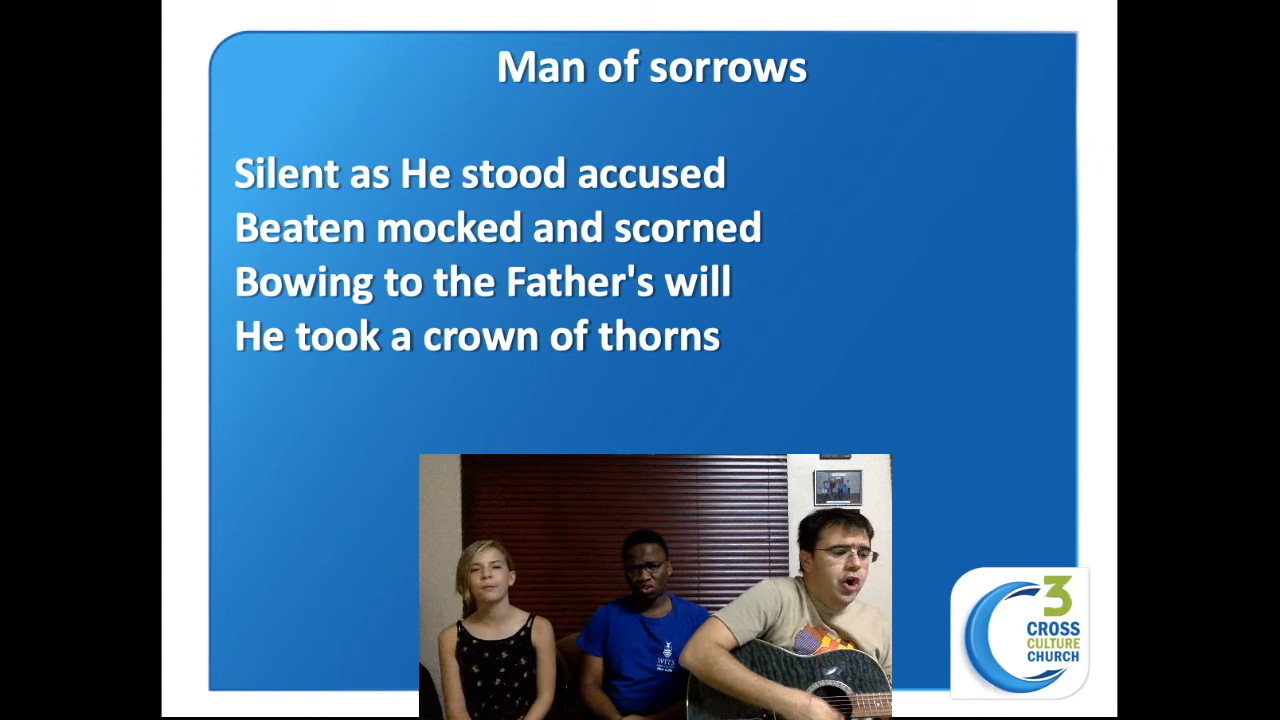 Man of sorrows
Silent as He stood accused
Beaten mocked and scorned
Bowing to the Father's will
He took a crown of thorns
3
CROSS
CULTURE
CHURCH
WITS